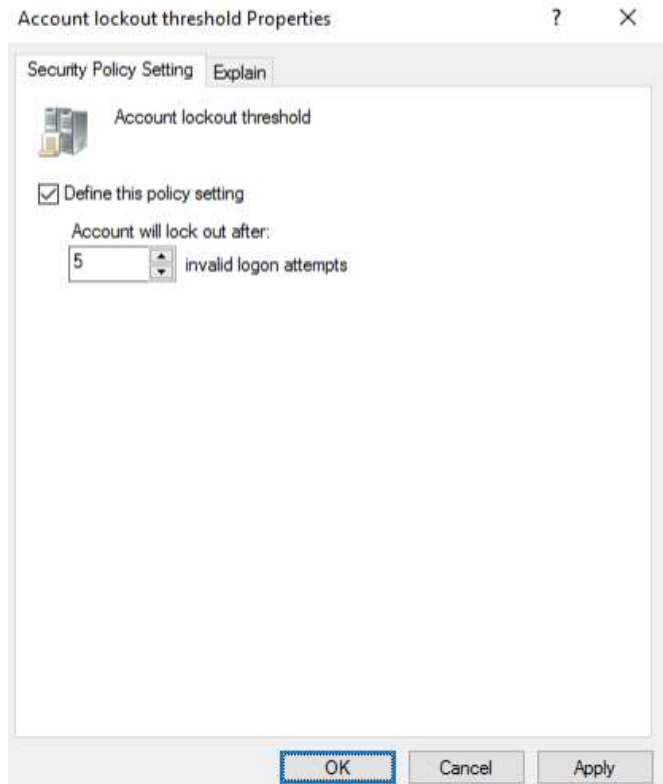 Account lockout threshold Properties ? ×
Security Policy Setting Explain
Account lockout threshold
Define this policy setting
Account will lock out after:
5 invalid logon attempts
OK Cancel Apply